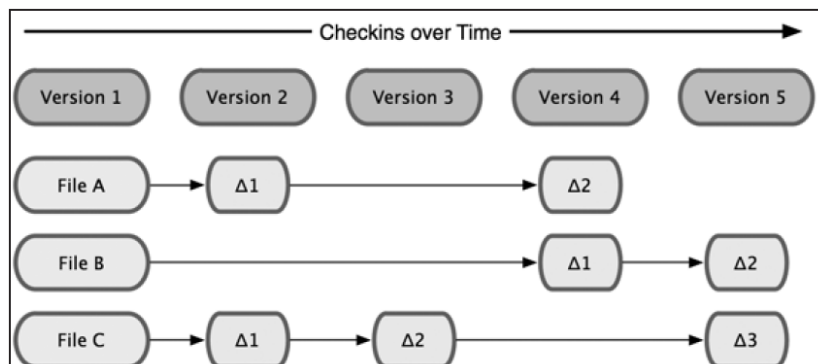 Checkins over Time
Version 1 Version 2 Version 3 Version 4 Version 5
File A Δ1 Δ2
File B Δ1 Δ2
File C Δ1 Δ2 Δ3